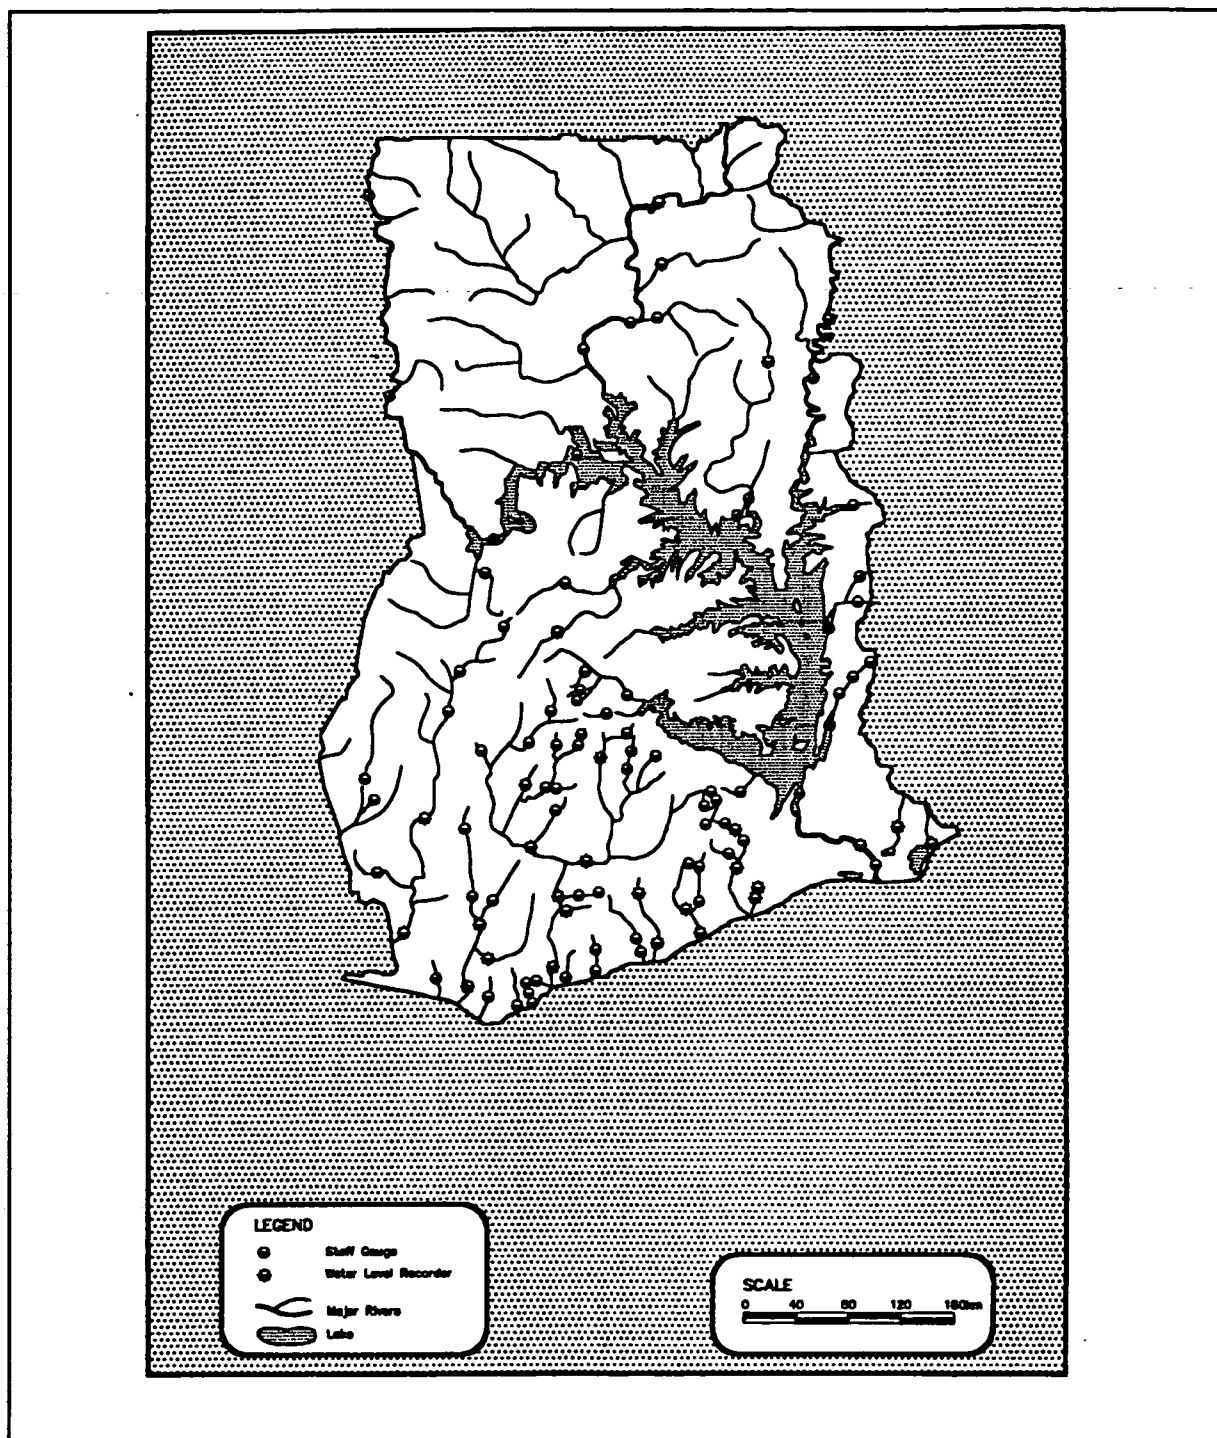 LEGEND
Staff Gauge
Water Level Recorder
Major Rivers
Lake
SCALE
0 40 80 120 160km